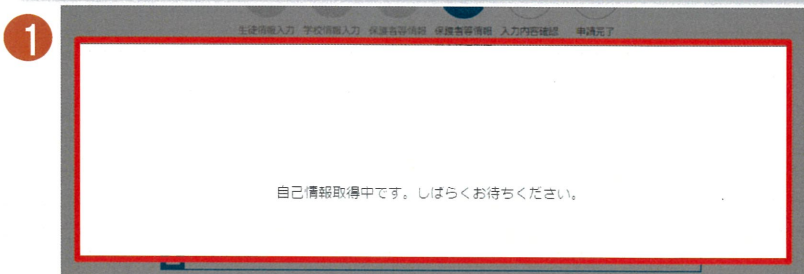 1
生徒情報入力 学校情報入力 保護者等情報 保護者等情報 入力内容確認 申請完了
自己情報取得中です。しばらくお待ちください。